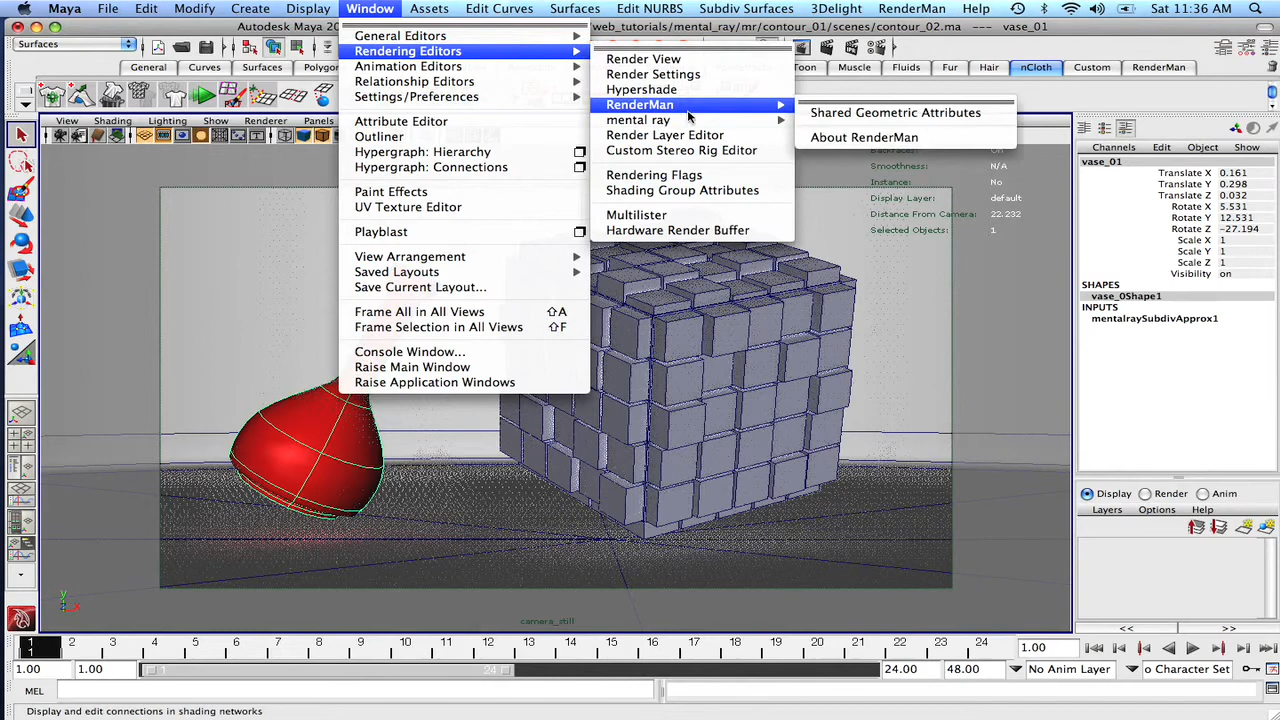 Maya File Edit Modify Create Display Window Assets Edit Curves Surfaces Edit NURBS Subdiv Surfaces 3Delight RenderMan Help Sat 11:36 AM
Autodesk Maya 20 web_tutorials/mental_ray/contour_01/scenes/contour_02.ma — vase_01
Surfaces
General Curves Surfaces Polygo Toon Muscle Fluids Fur Hair nCloth Custom RenderMan
View Shading Lighting Show Renderer Panels
General Editors
Rendering Editors
Animation Editors
Relationship Editors
Settings/Preferences
Attribute Editor
Outliner
Hypergraph: Hierarchy
Hypergraph: Connections
Paint Effects
UV Texture Editor
Playblast
View Arrangement
Saved Layouts
Save Current Layout...
Frame All in All Views ⇧A
Frame Selection in All Views ⇧F
Console Window...
Raise Main Window
Raise Application Windows
Render View
Render Settings
Hypershade
RenderMan
mental ray
Render Layer Editor
Custom Stereo Rig Editor
Rendering Flags
Shading Group Attributes
Multilister
Hardware Render Buffer
Shared Geometric Attributes
About RenderMan
Backfaces: On
Smoothness: N/A
Instance: No
Display Layer: default
Distance From Camera: 22.232
Selected Objects: 1
Channels Edit Object Show
vase_01
Translate X 0.161
Translate Y 0.298
Translate Z 0.032
Rotate X 5.531
Rotate Y 12.531
Rotate Z -27.194
Scale X 1
Scale Y 1
Scale Z 1
Visibility on
SHAPES
vase_0Shape1
INPUTS
mentalraySubdivApprox1
Display Render Anim
Layers Options Help
y
z x
camera_still
<< >>
1 2 3 4 5 6 7 8 9 10 11 12 13 14 15 16 17 18 19 20 21 22 23 24
1 1.00
1.00 1.00 1 24 24.00 48.00 No Anim Layer o Character Set
MEL
Display and edit connections in shading networks